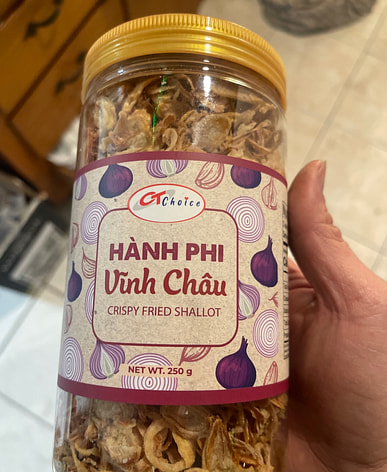 CT Choice
HÀNH PHI
Vĩnh Châu
CRISPY FRIED SHALLOT
NET WT. 250 g